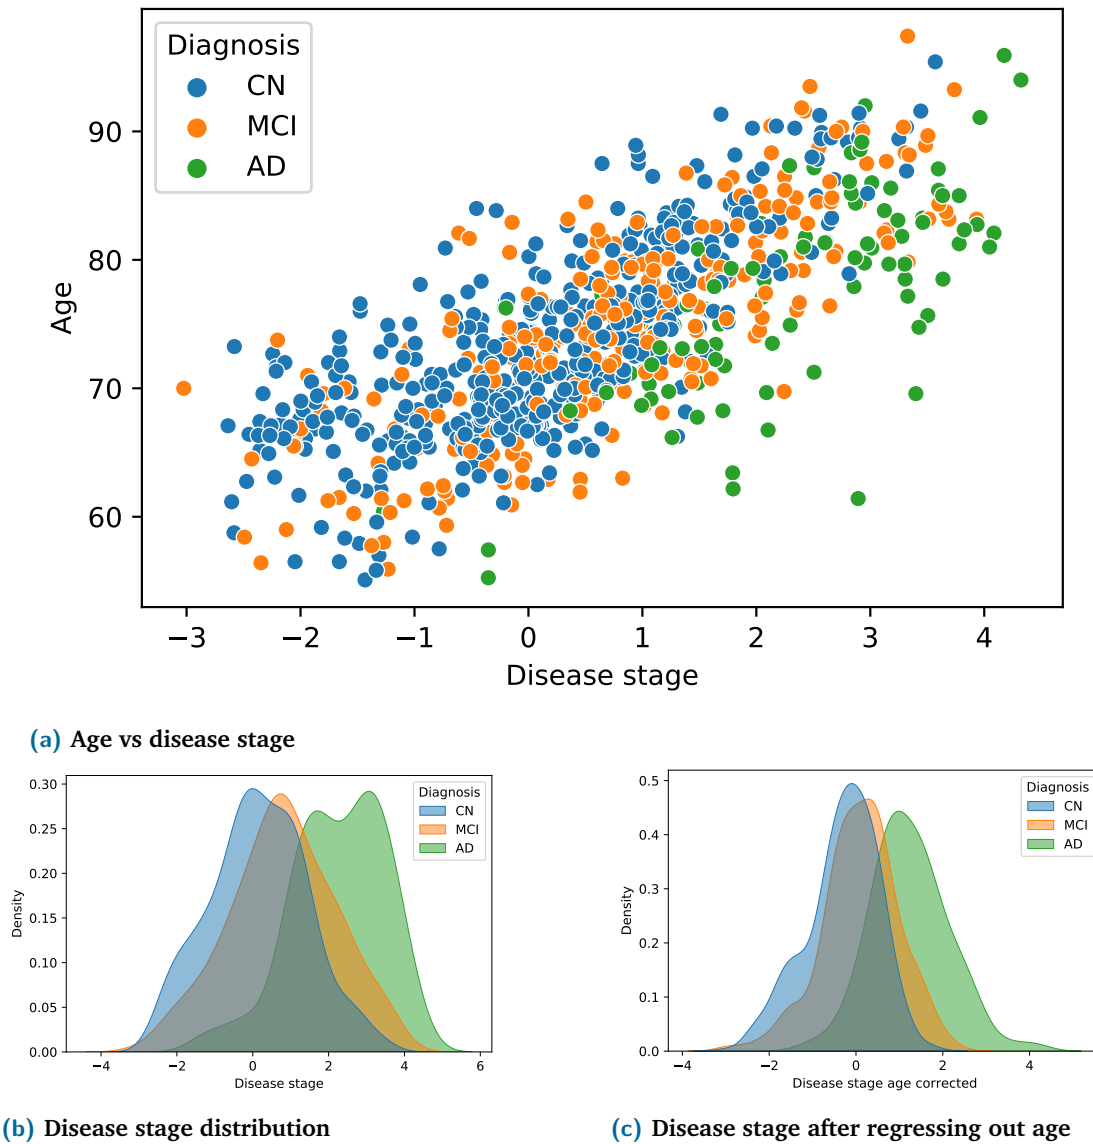 Diagnosis
CN
MCI
AD
90
80
70
60
Age
−3 −2 −1 0 1 2 3 4
Disease stage
(a) Age vs disease stage
0.30
0.25
0.20
0.15
0.10
0.05
0.00
Density
Diagnosis
CN
MCI
AD
−4 −2 0 2 4 6
Disease stage
(b) Disease stage distribution
0.5
0.4
0.3
0.2
0.1
0.0
Density
Diagnosis
CN
MCI
AD
−4 −2 0 2 4
Disease stage age corrected
(c) Disease stage after regressing out age